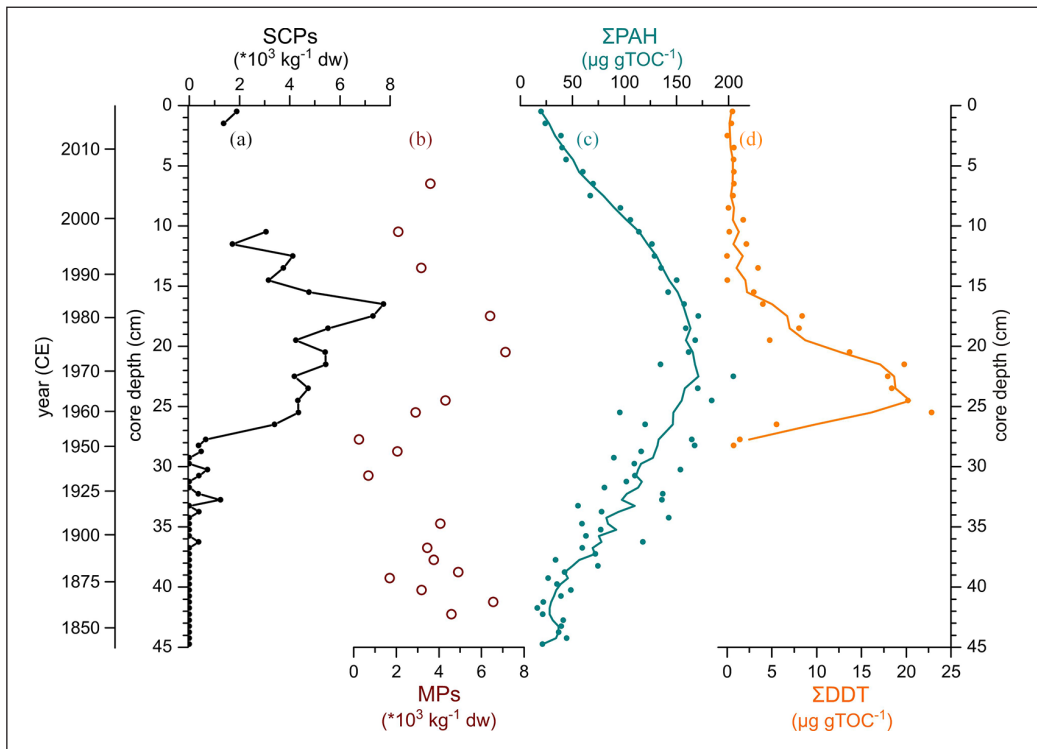 SCPs
(*10³ kg⁻¹ dw)
0 2 4 6 8
ΣPAH
(µg gTOC⁻¹)
0 50 100 150 200
(a)
(b)
(c)
(d)
year (CE)
2010
2000
1990
1980
1970
1960
1950
1925
1900
1875
1850
core depth (cm)
0
5
10
15
20
25
30
35
40
45
core depth (cm)
0
5
10
15
20
25
30
35
40
45
0 2 4 6 8
MPs
(*10³ kg⁻¹ dw)
0 5 10 15 20 25
ΣDDT
(µg gTOC⁻¹)